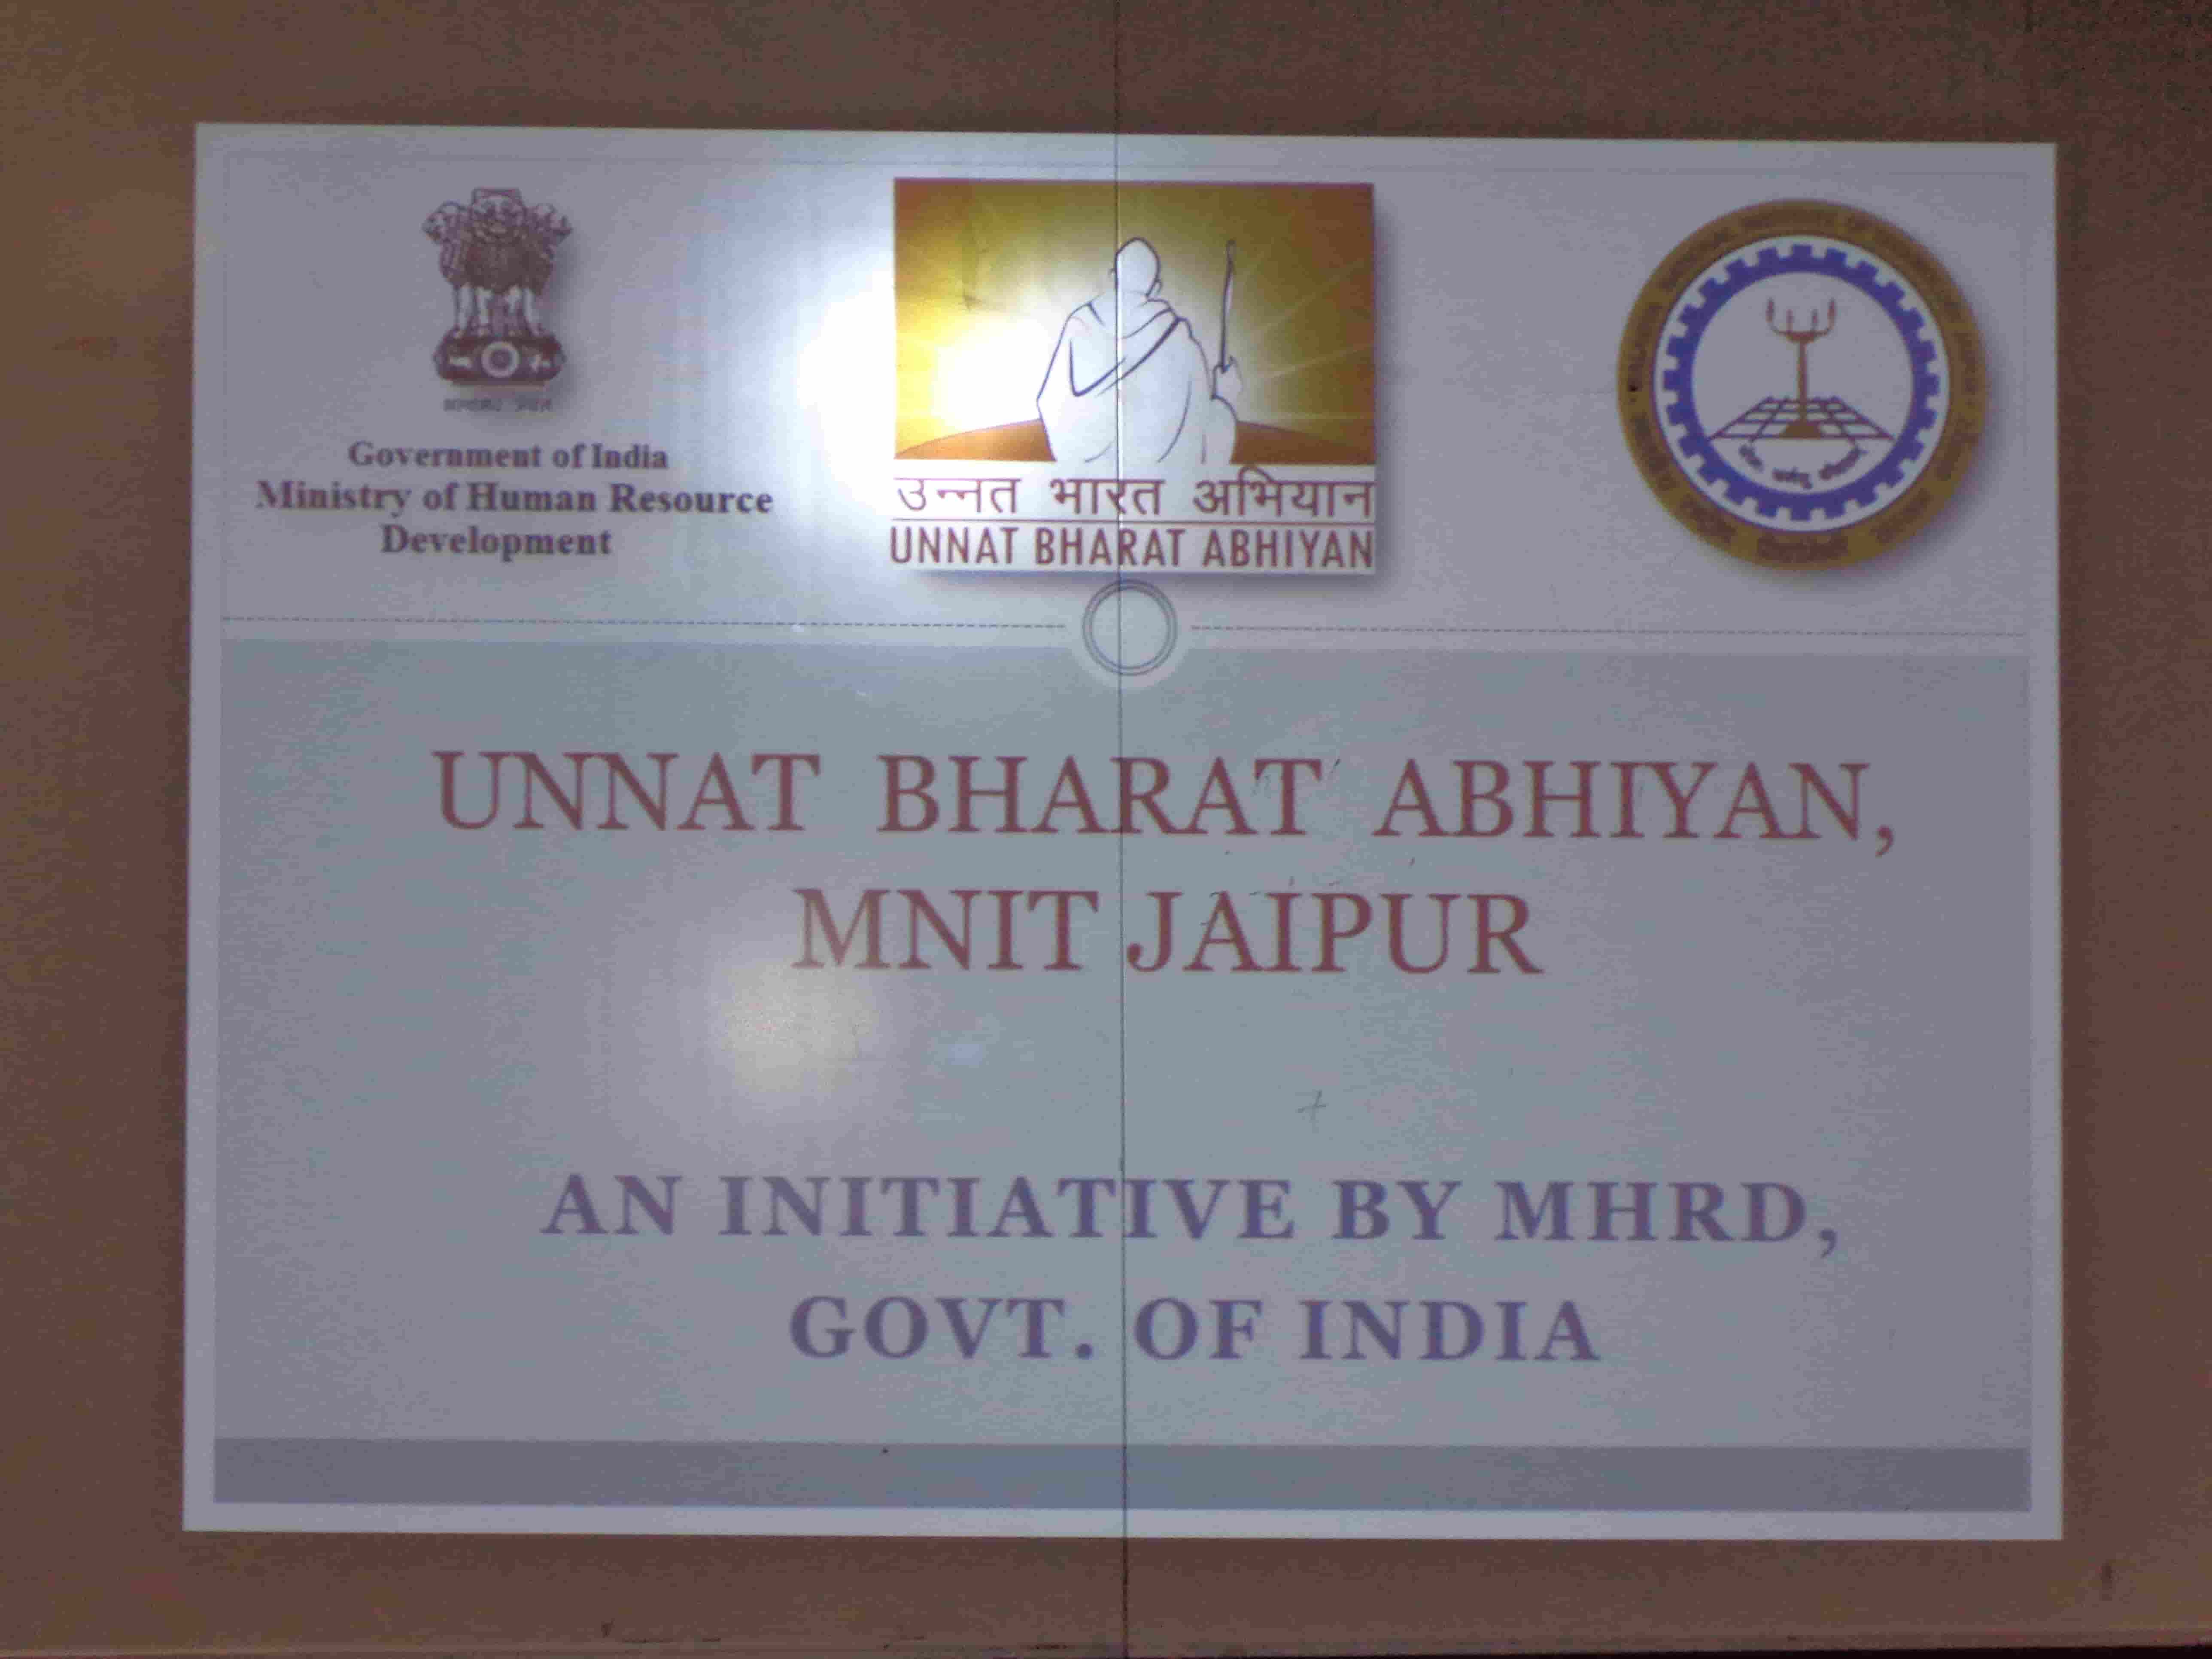 Government of India
Ministry of Human Resource
Development
उन्नत भारत अभियान
UNNAT BHARAT ABHIYAN
UNNAT BHARAT ABHIYAN,
MNIT JAIPUR
AN INITIATIVE BY MHRD,
GOVT. OF INDIA